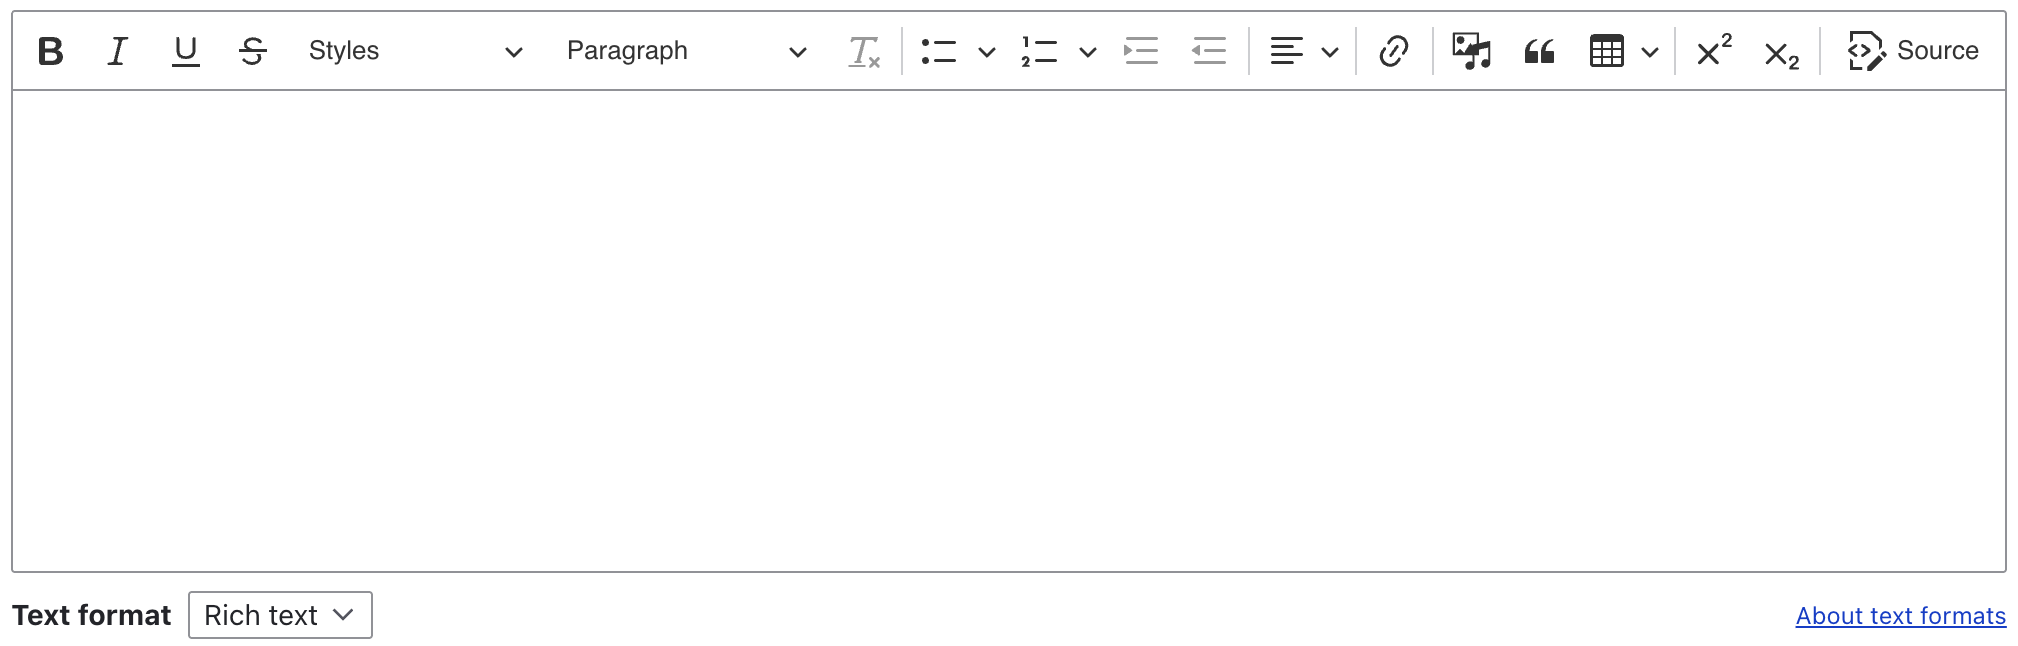 B I U S Styles Paragraph Source
Text format Rich text About text formats